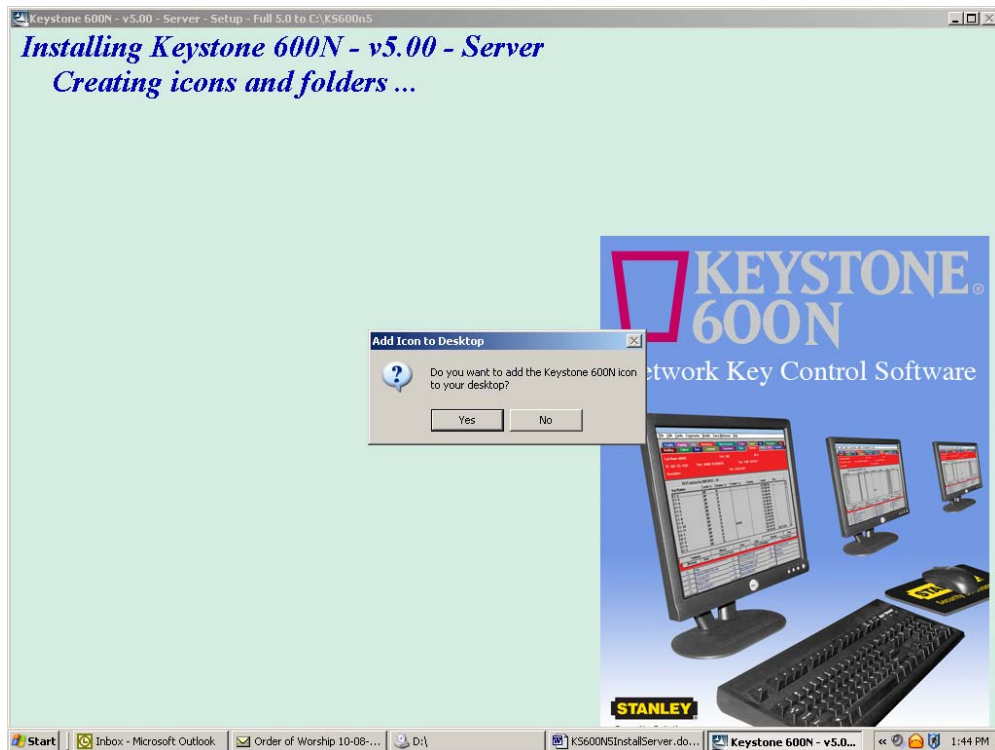 Keystone 600N - v5.00 - Server - Setup - Full 5.0 to C:\KS600n5
Installing Keystone 600N - v5.00 - Server
Creating icons and folders ...
KEYSTONE®
600N
Network Key Control Software
Add Icon to Desktop
Do you want to add the Keystone 600N icon
to your desktop?
Yes
No
STANLEY
Start
Inbox - Microsoft Outlook
Order of Worship 10-08-...
D:\
KS600N5InstallServer.do...
Keystone 600N - v5.0...
1:44 PM